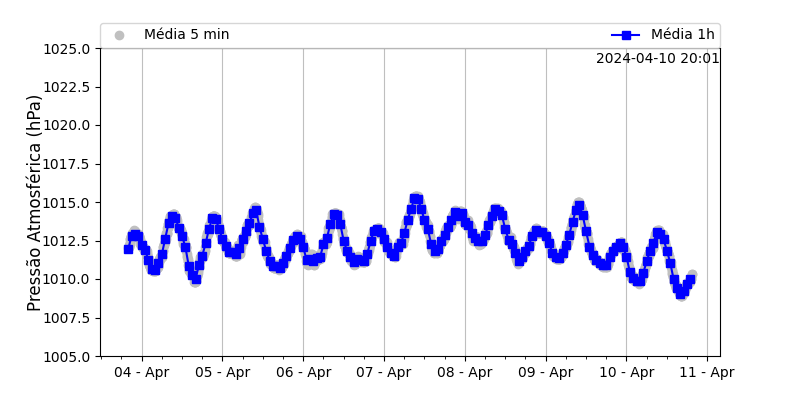 Média 5 min
Média 1h
2024-04-10 20:01
Pressão Atmosférica (hPa)
1025.0
1022.5
1020.0
1017.5
1015.0
1012.5
1010.0
1007.5
1005.0
04 - Apr
05 - Apr
06 - Apr
07 - Apr
08 - Apr
09 - Apr
10 - Apr
11 - Apr